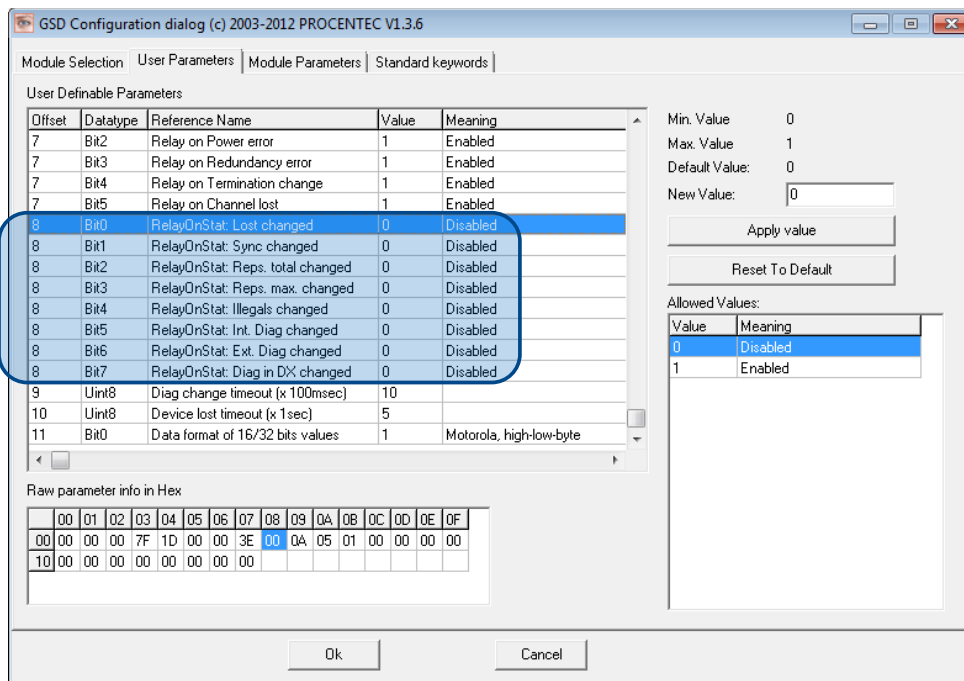 GSD Configuration dialog (c) 2003-2012 PROCENTEC V1.3.6
Module Selection User Parameters Module Parameters Standard keywords
User Definable Parameters
Offset Datatype Reference Name Value Meaning
7 Bit2 Relay on Power error 1 Enabled
7 Bit3 Relay on Redundancy error 1 Enabled
7 Bit4 Relay on Termination change 1 Enabled
7 Bit5 Relay on Channel lost 1 Enabled
8 Bit0 RelayOnStat: Lost changed 0 Disabled
8 Bit1 RelayOnStat: Sync changed 0 Disabled
8 Bit2 RelayOnStat: Reps. total changed 0 Disabled
8 Bit3 RelayOnStat: Reps. max. changed 0 Disabled
8 Bit4 RelayOnStat: Illegals changed 0 Disabled
8 Bit5 RelayOnStat: Int. Diag changed 0 Disabled
8 Bit6 RelayOnStat: Ext. Diag changed 0 Disabled
8 Bit7 RelayOnStat: Diag in DX changed 0 Disabled
9 Uint8 Diag change timeout (x 100msec) 10
10 Uint8 Device lost timeout (x 1sec) 5
11 Bit0 Data format of 16/32 bits values 1 Motorola, high-low-byte
Raw parameter info in Hex
00 01 02 03 04 05 06 07 08 09 0A 0B 0C 0D 0E 0F
00 00 00 00 7F 1D 00 00 3E 00 0A 05 01 00 00 00 00
10 00 00 00 00 00 00 00 00
Min. Value 0
Max. Value 1
Default Value: 0
New Value: 0
Apply value
Reset To Default
Allowed Values:
Value Meaning
0 Disabled
1 Enabled
Ok Cancel